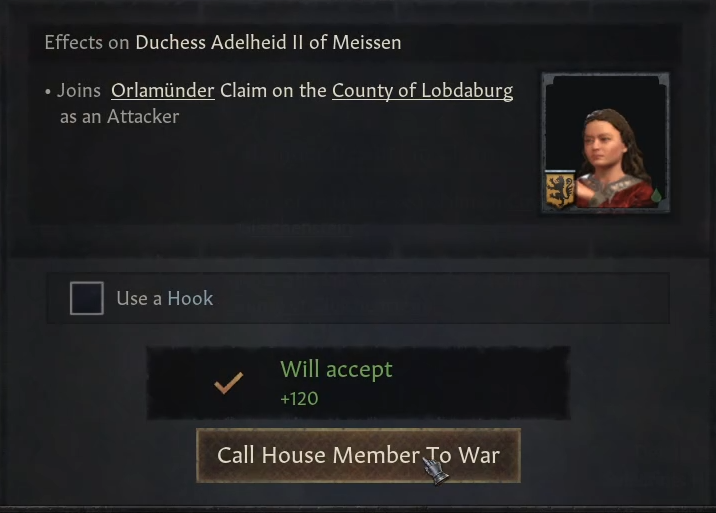 Effects on Duchess Adelheid II of Meissen
• Joins Orlamünder Claim on the County of Lobdaburg
as an Attacker
Use a Hook
Will accept
+120
Call House Member To War